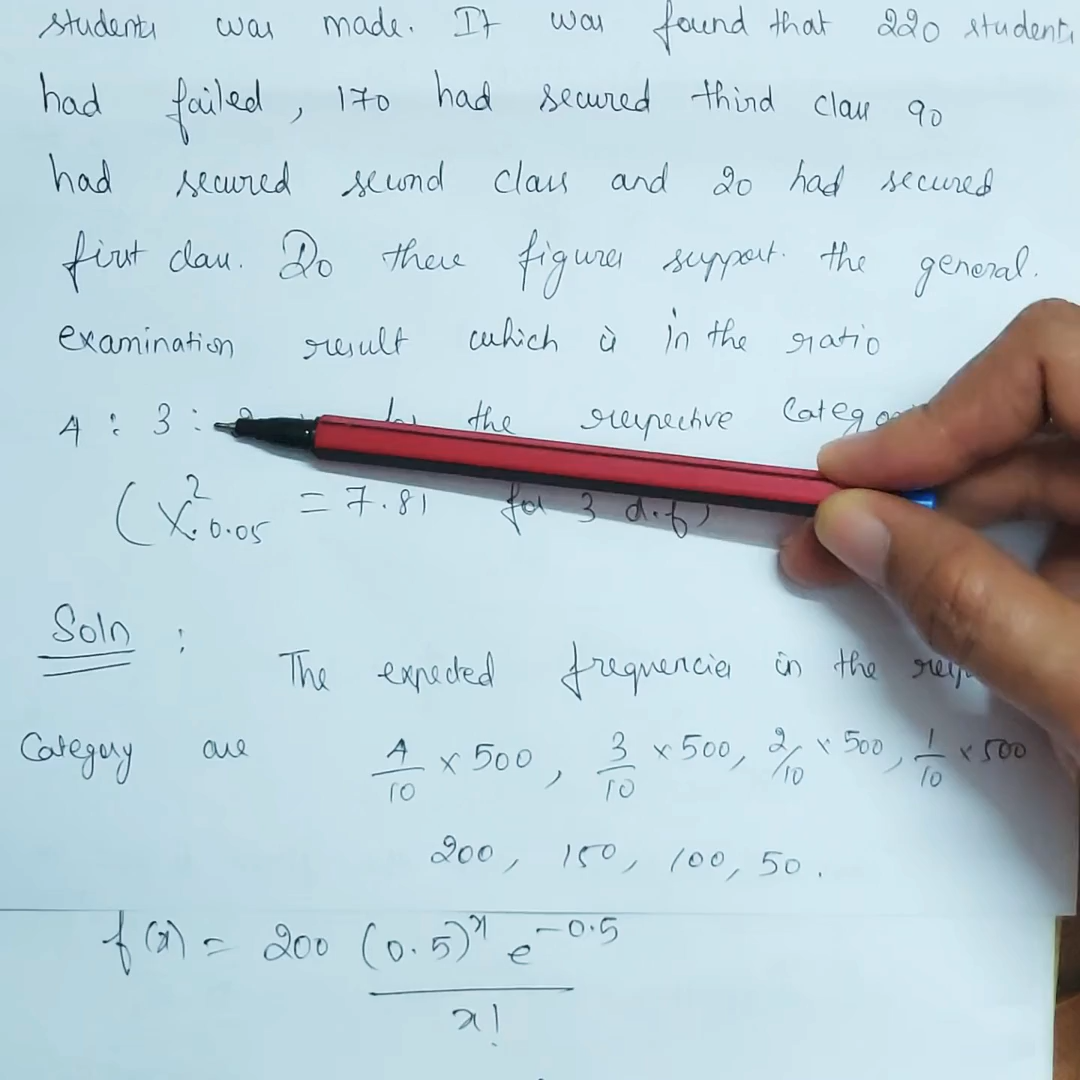 students was made. It was found that 220 students
had failed, 170 had secured third class 90
had secured second class and 20 had secured
first class. Do these figures support. the general.
examination result which is in the ratio
4 : 3 : the respective
(χ².0.05 = 7.81 for 3 d.f)
Soln : The expected frequencies in the
Category are 4/10 × 500, 3/10 × 500, 2/10 × 500, 1/10 × 500
200, 150, 100, 50.
f(x) = 200 (0.5)^x e^-0.5 / x!